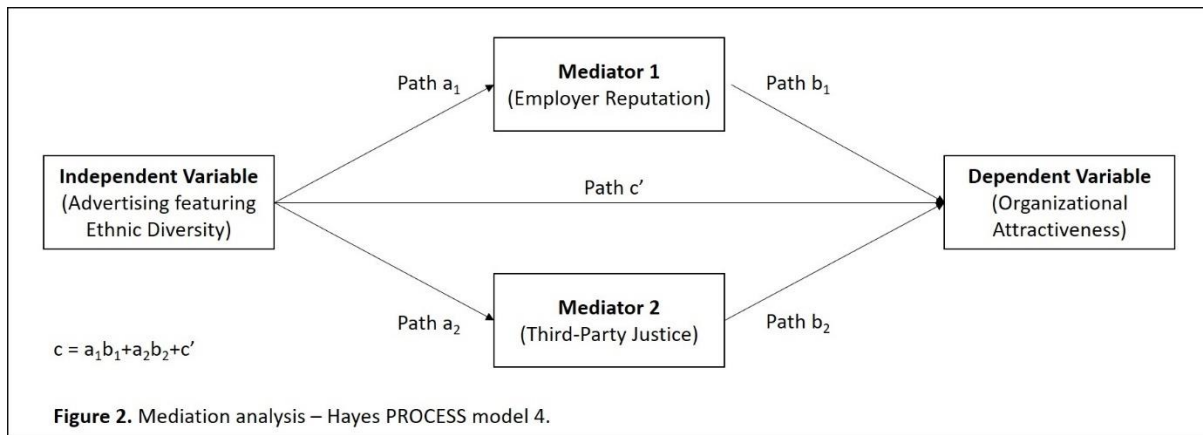 Mediator 1
(Employer Reputation)
Path a₁
Path b₁
Independent Variable
(Advertising featuring
Ethnic Diversity)
Path c’
Dependent Variable
(Organizational
Attractiveness)
Mediator 2
(Third-Party Justice)
Path a₂
Path b₂
c = a₁b₁+a₂b₂+c’
Figure 2. Mediation analysis – Hayes PROCESS model 4.